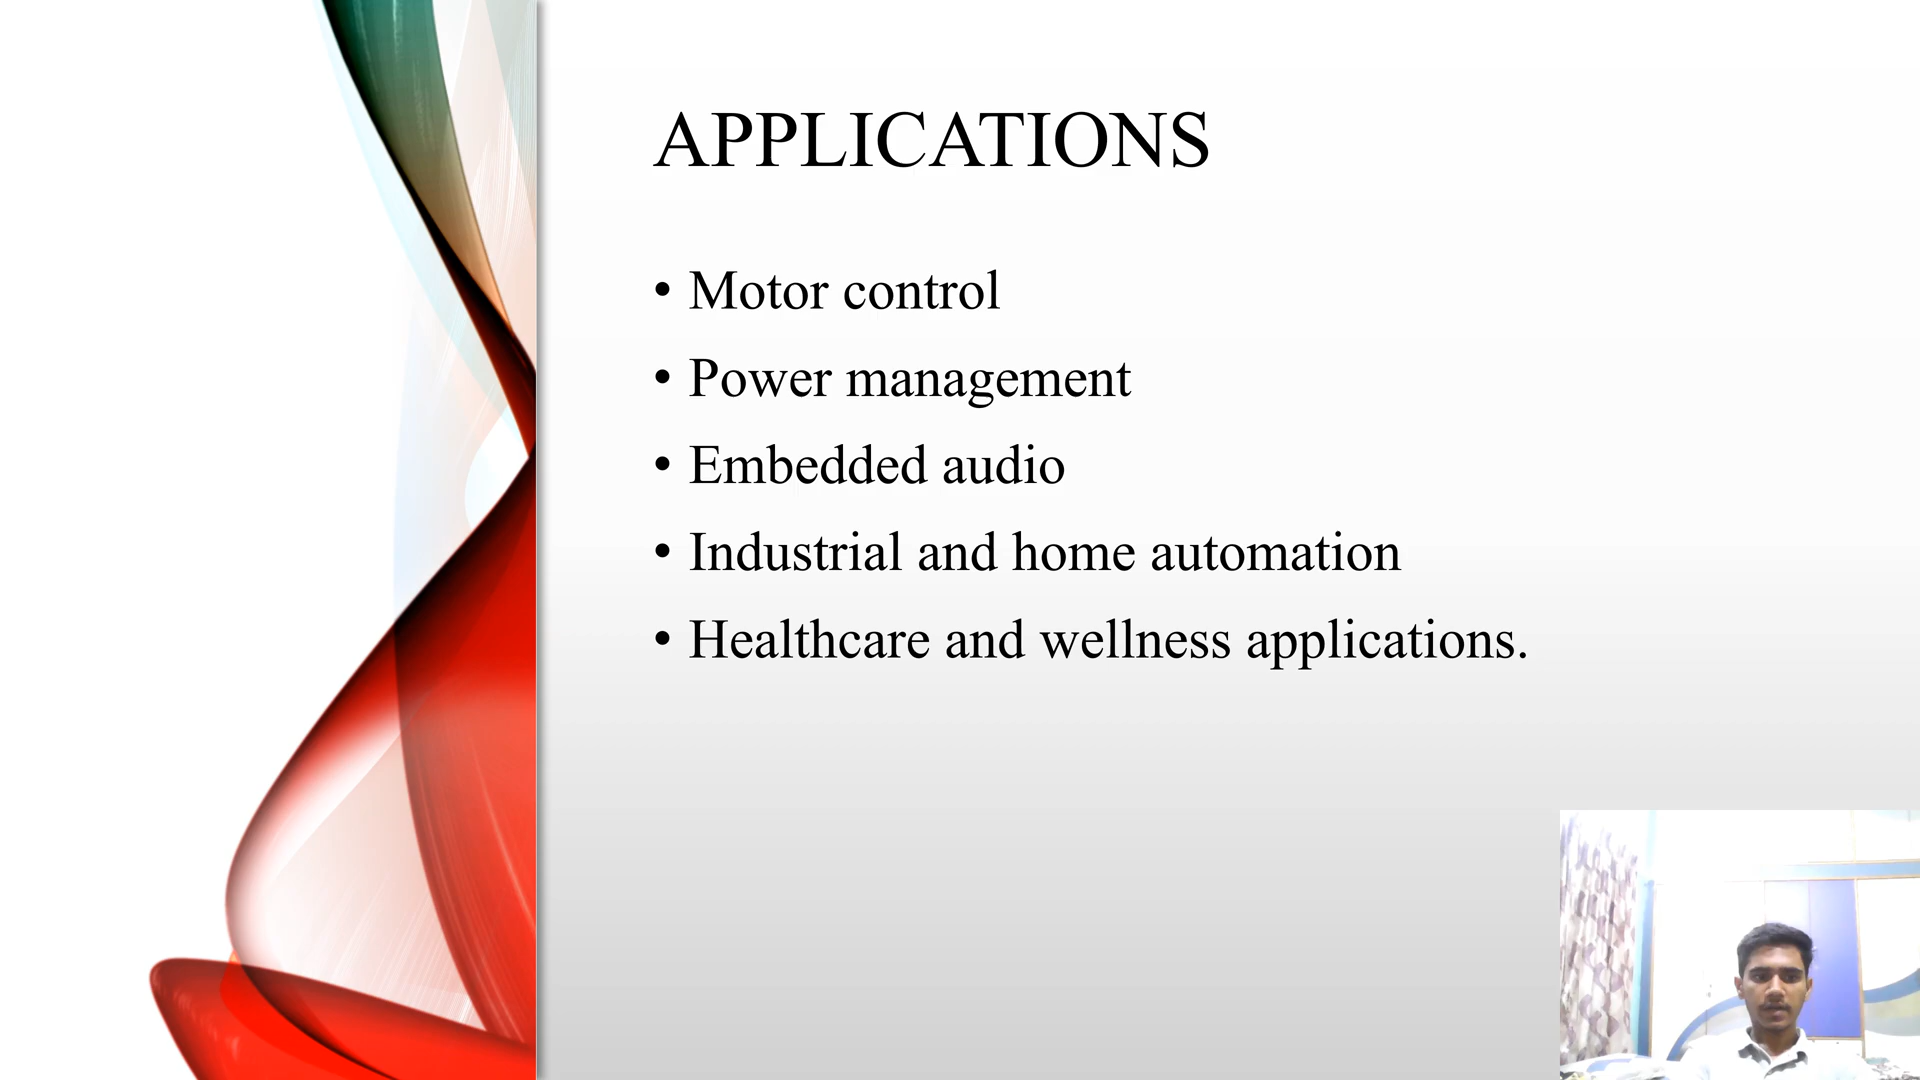 APPLICATIONS
• Motor control
• Power management
• Embedded audio
• Industrial and home automation
• Healthcare and wellness applications.